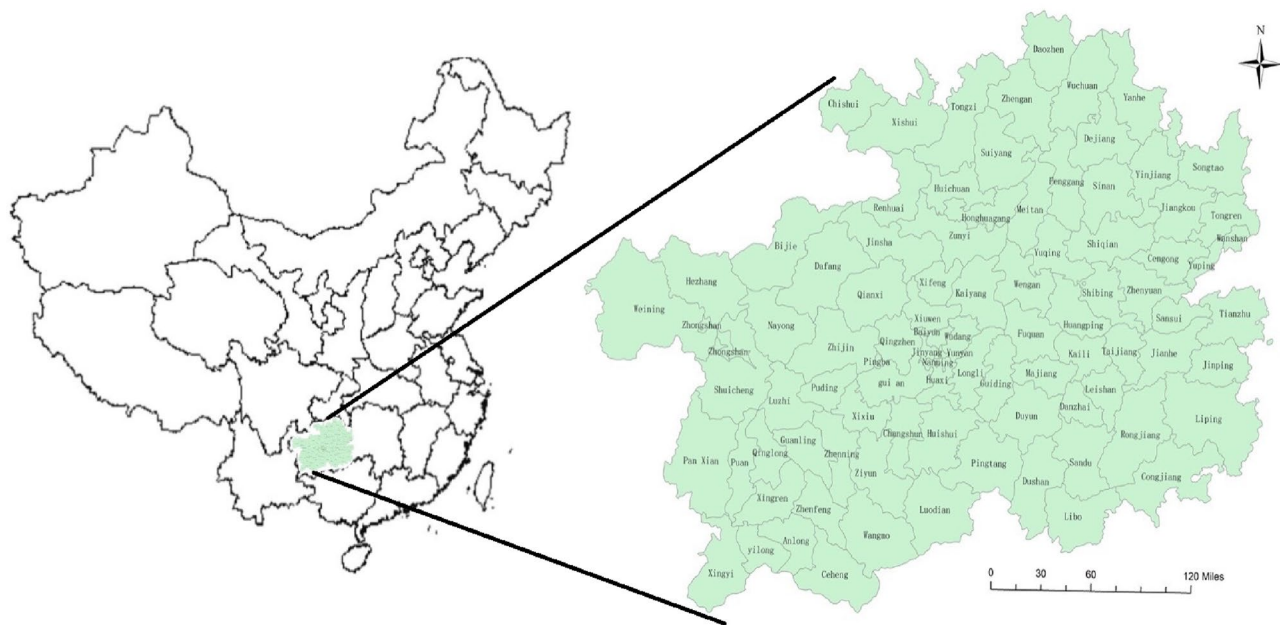 N
Daozhen
Wuchuan
Chishui
Zhengan
Yanhe
Tongzi
Xishui
Dejiang
Suiyang
Songtao
Yinjiang
Fenggang
Sinan
Huichuan
Renhuai
Meitan
Jiangkou
Honghuagang
Tongren
Zunyi
Wanshan
Bijie
Jinsha
Shiqian
Yuqing
Cengong
Yuping
Dafang
Hezhang
Xifeng
Wengan
Qianxi
Kaiyang
Shibing
Zhenyuan
Weining
Sansui
Tianzhu
Xiuwen
Zhongshan
Nayong
Huangping
Baiyun
Wudang
Fuquan
Qingzhen
Zhijin
Zhongshan
Jinyang
Yunyan
Kaili
Taijiang
Jianhe
Pingba
Nanming
Jinping
Longli
Majiang
Huaxi
gui an
Guiding
Shuicheng
Puding
Leishan
Luzhi
Danzhai
Xixiu
Duyun
Liping
Changshun
Huishui
Rongjiang
Guanling
Qinglong
Zhenning
Pan Xian
Puan
Pingtang
Sandu
Ziyun
Congjiang
Dushan
Xingren
Zhenfeng
Luodian
Libo
Wangmo
Anlong
yilong
Xingyi
Ceheng
0 30 60 120 Miles